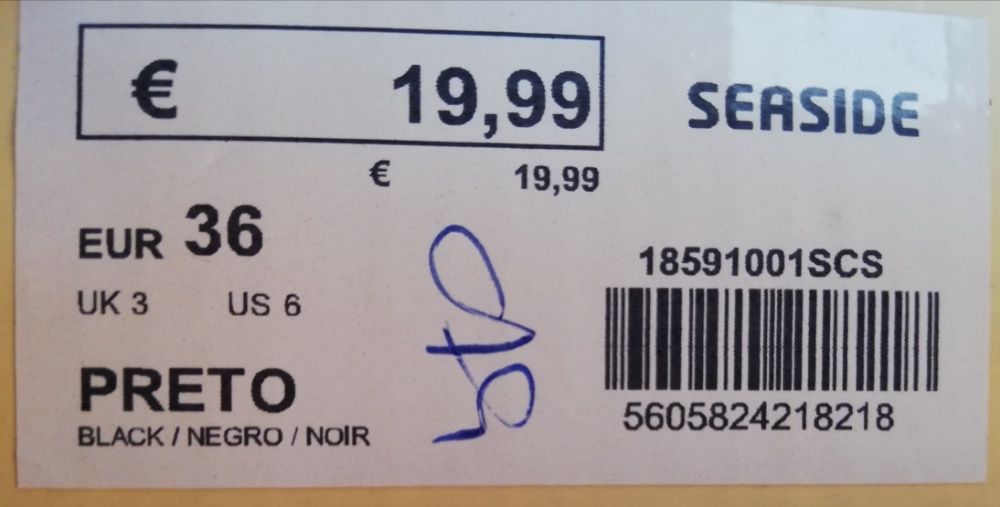 € 19,99
€ 19,99
SEASIDE
EUR 36
UK 3 US 6
PRETO
BLACK / NEGRO / NOIR
18591001SCS
5605824218218